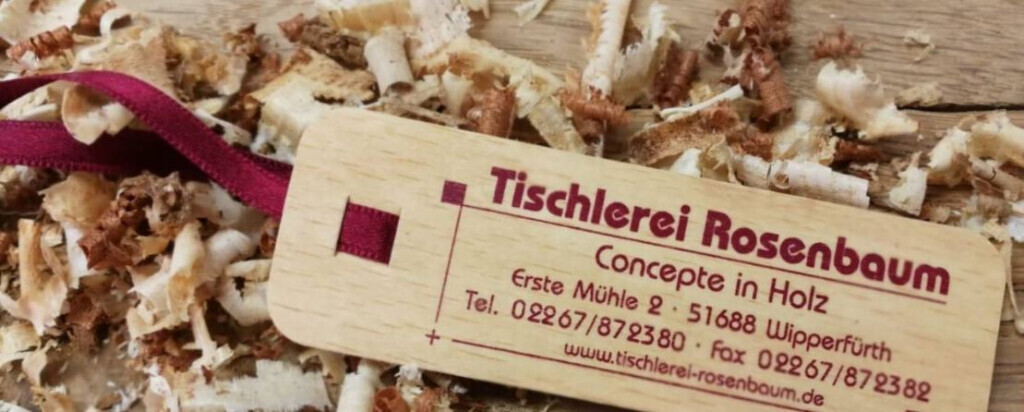 Tischlerei Rosenbaum
Concepte in Holz
Erste Mühle 2 · 51688 Wipperfürth
Tel. 02267/872380 · Fax 02267/872382
www.tischlerei-rosenbaum.de